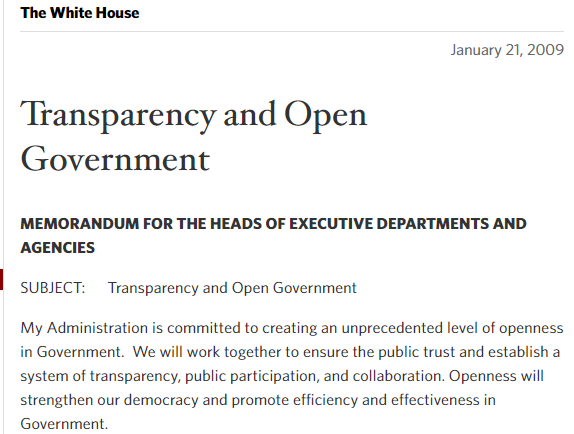 The White House
January 21, 2009
Transparency and Open
Government
MEMORANDUM FOR THE HEADS OF EXECUTIVE DEPARTMENTS AND
AGENCIES
SUBJECT: Transparency and Open Government
My Administration is committed to creating an unprecedented level of openness
in Government. We will work together to ensure the public trust and establish a
system of transparency, public participation, and collaboration. Openness will
strengthen our democracy and promote efficiency and effectiveness in
Government.